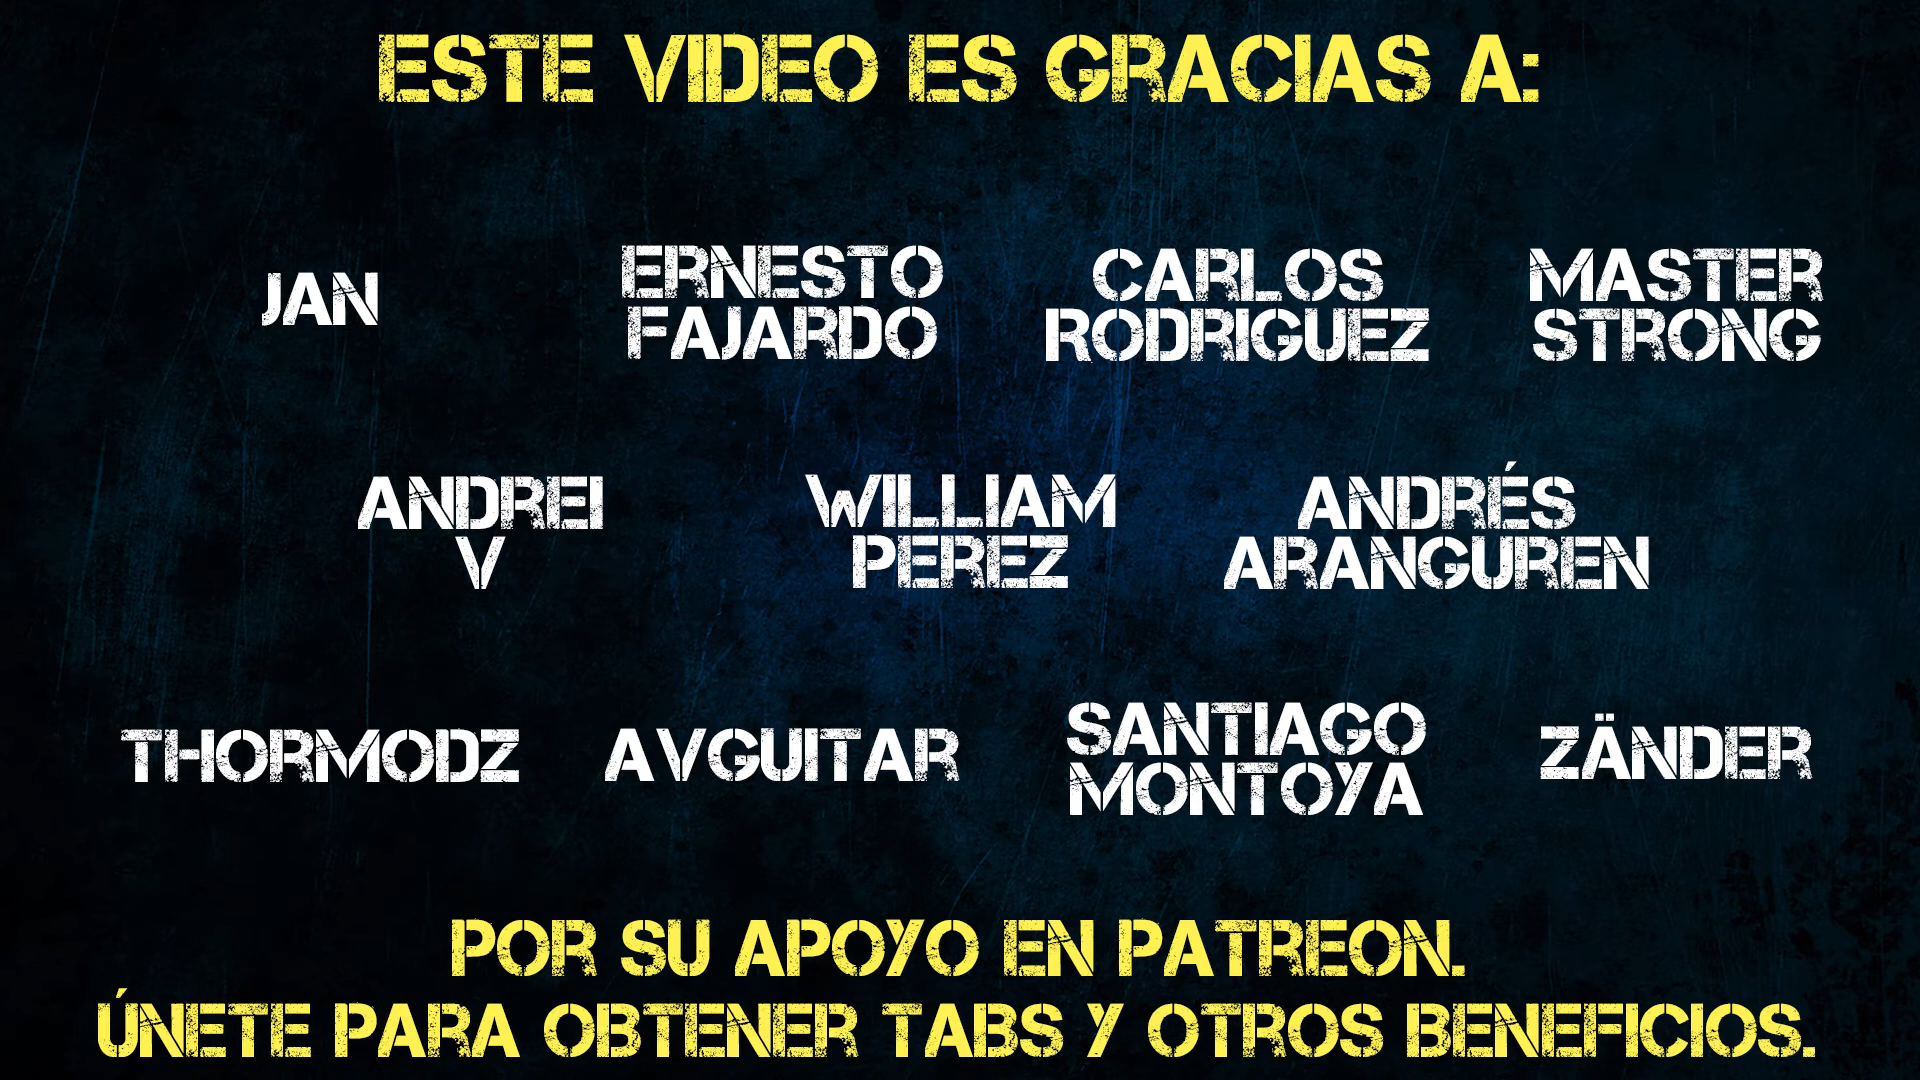 ESTE VIDEO ES GRACIAS A:
JAN
ERNESTO
FAJARDO
CARLOS
RODRIGUEZ
MASTER
STRONG
ANDREI
V
WILLIAM
PEREZ
ANDRÉS
ARANGUREN
THORMODZ
AVGUITAR
SANTIAGO
MONTOYA
ZÄNDER
POR SU APOYO EN PATREON.
ÚNETE PARA OBTENER TABS Y OTROS BENEFICIOS.